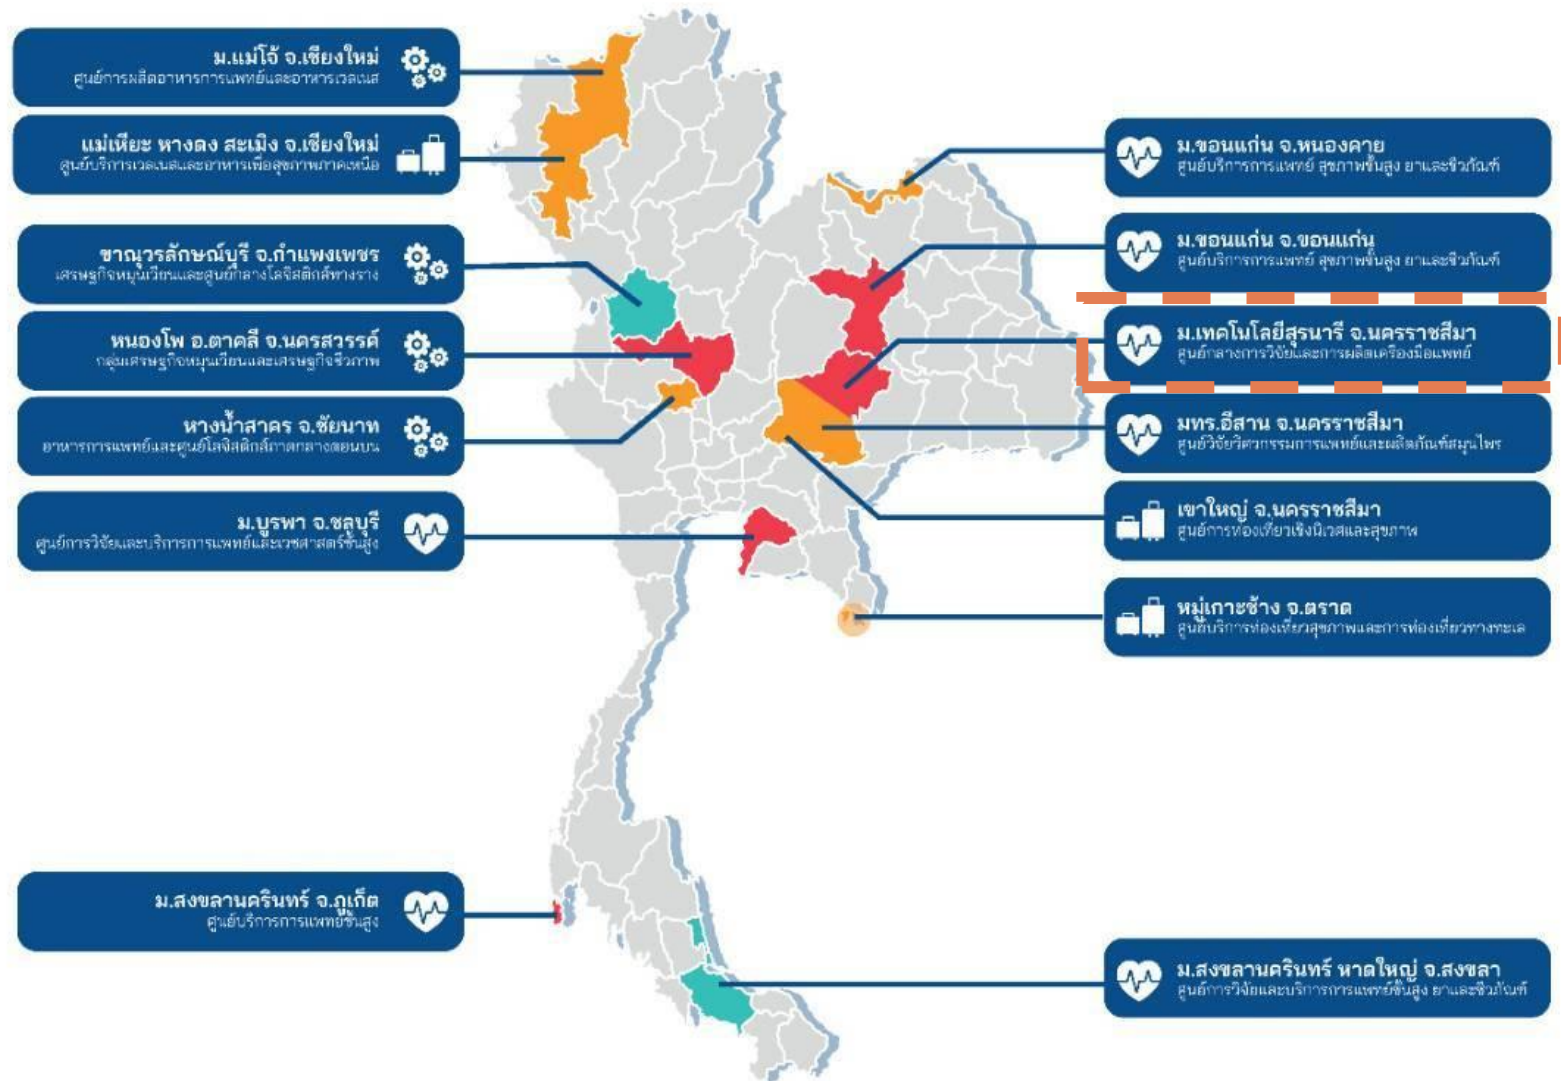 ม.แม่โจ้ จ.เชียงใหม่
ศูนย์การผลิตอาหารการแพทย์และอาหารเวลเนส
แม่เหียะ หางดง สะเมิง จ.เชียงใหม่
ศูนย์บริการเวลเนสและอาหารเพื่อสุขภาพภาคเหนือ
ขาณุวรลักษณ์บุรี จ.กำแพงเพชร
เศรษฐกิจหมุนเวียนและศูนย์กลางโลจิสติกส์ทางราง
หนองโพ อ.ตาคลี จ.นครสวรรค์
กลุ่มเศรษฐกิจหมุนเวียนและเศรษฐกิจชีวภาพ
หางน้ำสาคร จ.ชัยนาท
อาหารการแพทย์และศูนย์โลจิสติกส์ภาคกลางตอนบน
ม.บูรพา จ.ชลบุรี
ศูนย์การวิจัยและบริการการแพทย์และเวชศาสตร์ขั้นสูง
ม.สงขลานครินทร์ จ.ภูเก็ต
ศูนย์บริการการแพทย์ขั้นสูง
ม.ขอนแก่น จ.หนองคาย
ศูนย์บริการการแพทย์ สุขภาพขั้นสูง ยาและชีวภัณฑ์
ม.ขอนแก่น จ.ขอนแก่น
ศูนย์บริการการแพทย์ สุขภาพขั้นสูง ยาและชีวภัณฑ์
ม.เทคโนโลยีสุรนารี จ.นครราชสีมา
ศูนย์กลางการวิจัยและการผลิตเครื่องมือแพทย์
มทร.อีสาน จ.นครราชสีมา
ศูนย์วิจัยวิศวกรรมการแพทย์และผลิตภัณฑ์สมุนไพร
เขาใหญ่ จ.นครราชสีมา
ศูนย์การท่องเที่ยวเชิงนิเวศและสุขภาพ
หมู่เกาะช้าง จ.ตราด
ศูนย์บริการท่องเที่ยวสุขภาพและการท่องเที่ยวทางทะเล
ม.สงขลานครินทร์ หาดใหญ่ จ.สงขลา
ศูนย์การวิจัยและบริการการแพทย์ขั้นสูง ยาและชีวภัณฑ์